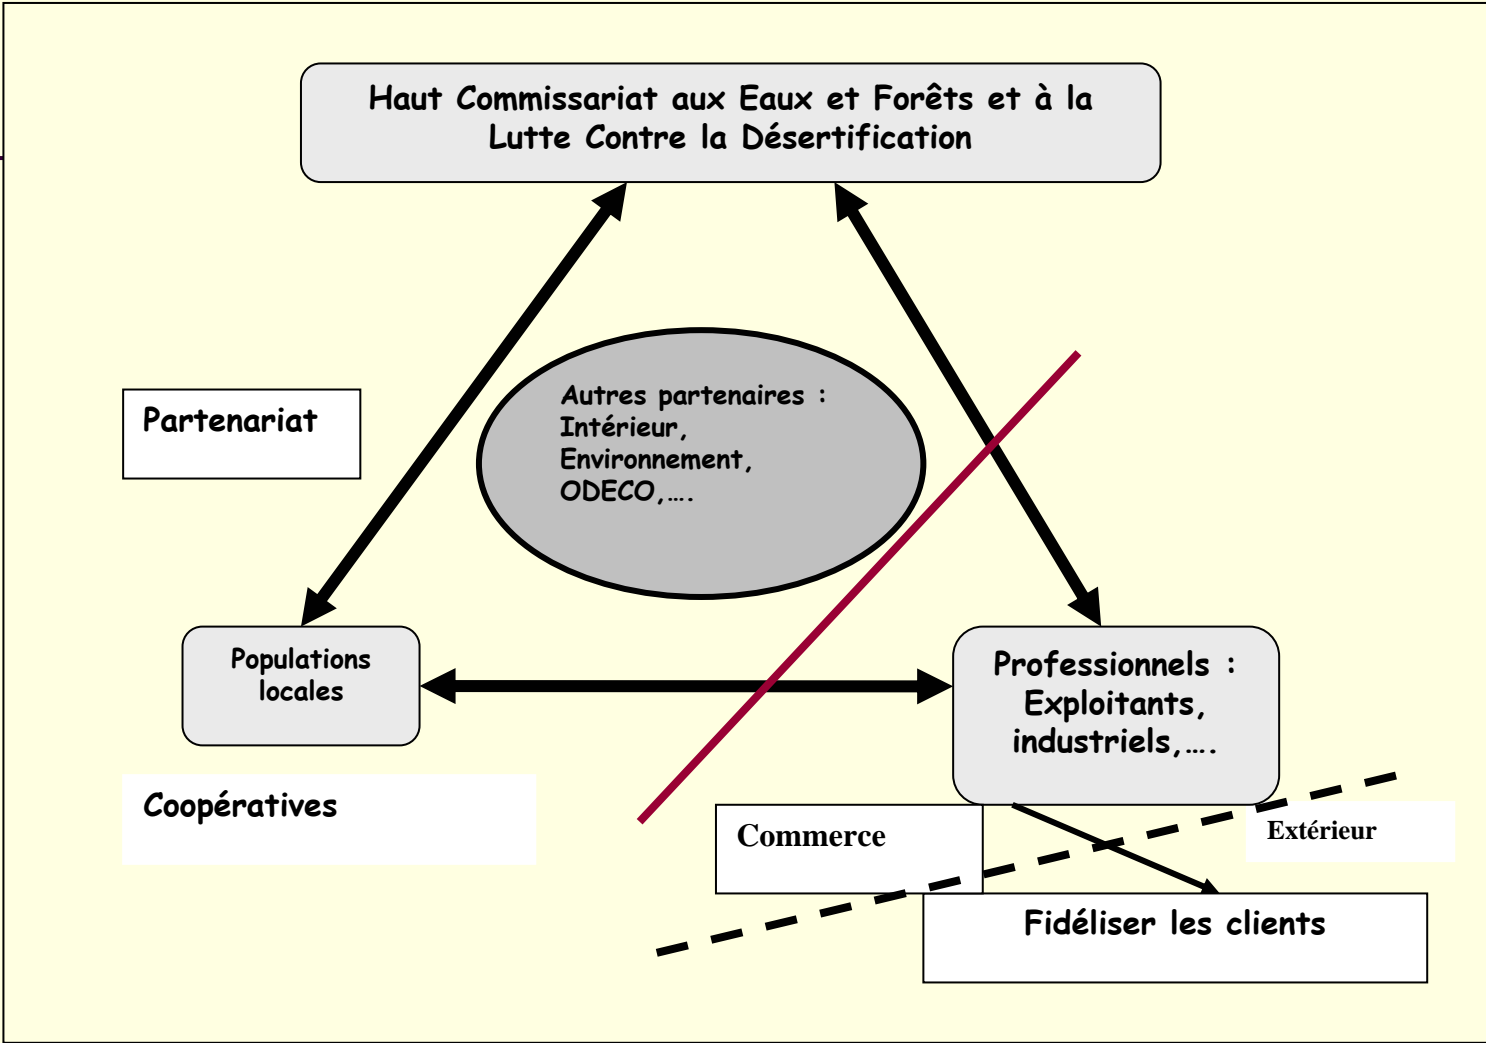 Haut Commissariat aux Eaux et Forêts et à la
Lutte Contre la Désertification
Autres partenaires :
Intérieur,
Environnement,
ODECO,....
Partenariat
Populations
locales
Professionnels :
Exploitants,
industriels,....
Coopératives
Commerce
Extérieur
Fidéliser les clients